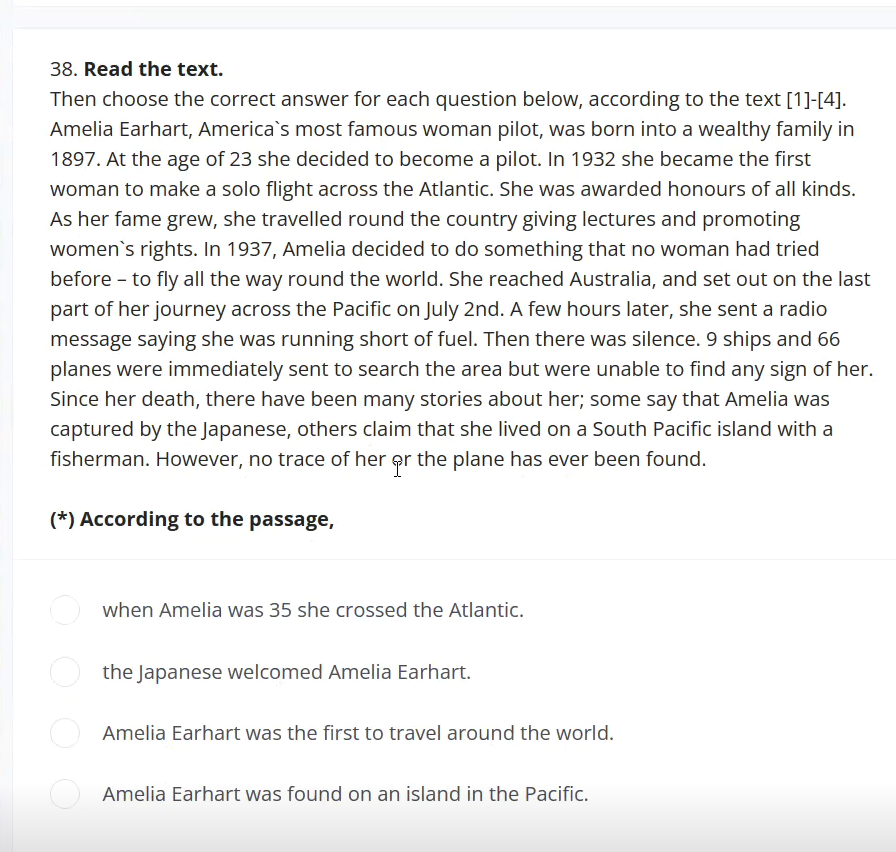 38. Read the text.
Then choose the correct answer for each question below, according to the text [1]-[4].
Amelia Earhart, America`s most famous woman pilot, was born into a wealthy family in
1897. At the age of 23 she decided to become a pilot. In 1932 she became the first
woman to make a solo flight across the Atlantic. She was awarded honours of all kinds.
As her fame grew, she travelled round the country giving lectures and promoting
women`s rights. In 1937, Amelia decided to do something that no woman had tried
before – to fly all the way round the world. She reached Australia, and set out on the last
part of her journey across the Pacific on July 2nd. A few hours later, she sent a radio
message saying she was running short of fuel. Then there was silence. 9 ships and 66
planes were immediately sent to search the area but were unable to find any sign of her.
Since her death, there have been many stories about her; some say that Amelia was
captured by the Japanese, others claim that she lived on a South Pacific island with a
fisherman. However, no trace of her or the plane has ever been found.
(*) According to the passage,
when Amelia was 35 she crossed the Atlantic.
the Japanese welcomed Amelia Earhart.
Amelia Earhart was the first to travel around the world.
Amelia Earhart was found on an island in the Pacific.